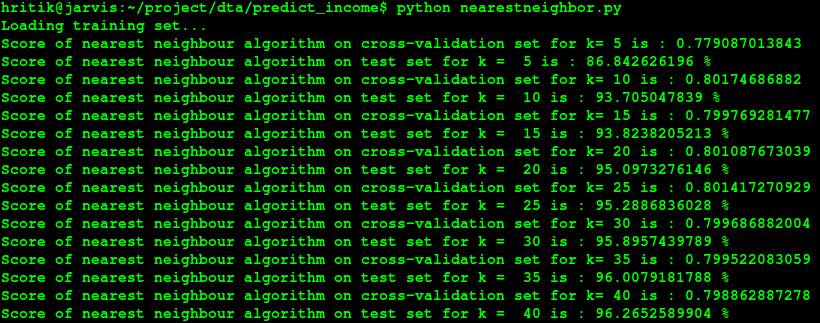 hritik@jarvis:~/project/dta/predict_income$ python nearestneighbor.py
Loading training set...
Score of nearest neighbour algorithm on cross-validation set for k= 5 is : 0.779087013843
Score of nearest neighbour algorithm on test set for k =  5 is : 86.842626196 %
Score of nearest neighbour algorithm on cross-validation set for k= 10 is : 0.80174686882
Score of nearest neighbour algorithm on test set for k =  10 is : 93.705047839 %
Score of nearest neighbour algorithm on cross-validation set for k= 15 is : 0.799769281477
Score of nearest neighbour algorithm on test set for k =  15 is : 93.8238205213 %
Score of nearest neighbour algorithm on cross-validation set for k= 20 is : 0.801087673039
Score of nearest neighbour algorithm on test set for k =  20 is : 95.0973276146 %
Score of nearest neighbour algorithm on cross-validation set for k= 25 is : 0.801417270929
Score of nearest neighbour algorithm on test set for k =  25 is : 95.2886836028 %
Score of nearest neighbour algorithm on cross-validation set for k= 30 is : 0.799686882004
Score of nearest neighbour algorithm on test set for k =  30 is : 95.8957439789 %
Score of nearest neighbour algorithm on cross-validation set for k= 35 is : 0.799522083059
Score of nearest neighbour algorithm on test set for k =  35 is : 96.0079181788 %
Score of nearest neighbour algorithm on cross-validation set for k= 40 is : 0.798862887278
Score of nearest neighbour algorithm on test set for k =  40 is : 96.2652589904 %